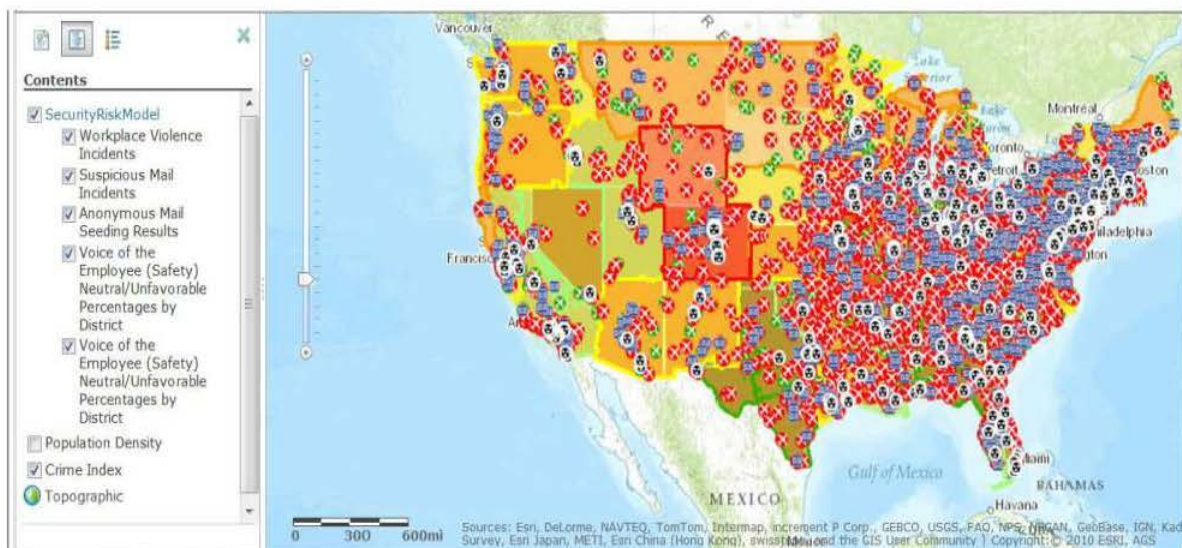 Contents
SecurityRiskModel
Workplace Violence
Incidents
Suspicious Mail
Incidents
Anonymous Mail
Seeding Results
Voice of the
Employee (Safety)
Neutral/Unfavorable
Percentages by
District
Voice of the
Employee (Safety)
Neutral/Unfavorable
Percentages by
District
Population Density
Crime Index
Topographic
Vancouver
Lake
Superior
Montréal
Toronto
Detroit
Boston
Philadelphia
Francisc
Miami
Gulf of Mexico
BAHAMAS
MÉXICO
Havana
0 300 600mi
Sources: Esri, DeLorme, NAVTEQ, TomTom, Intermap, increment P Corp., GEBCO, USGS, FAO, NPS, NRCAN, GeoBase, IGN, Kad
Survey, Esri Japan, METI, Esri China (Hong Kong), and the GIS User Community | Copyright:© 2010 ESRI, AGS